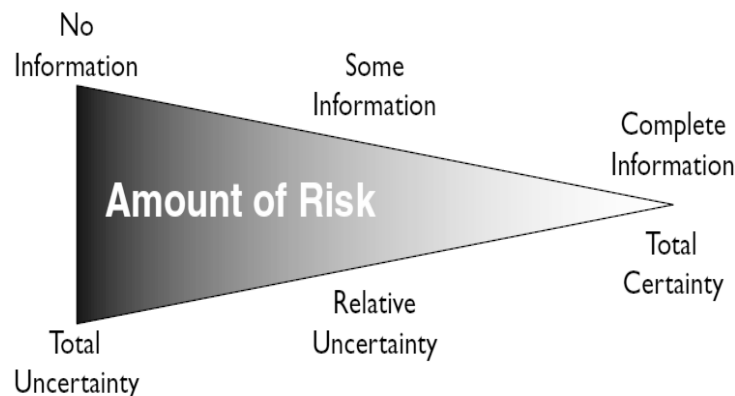 No
Information
Some
Information
Complete
Information
Amount of Risk
Total
Certainty
Relative
Uncertainty
Total
Uncertainty